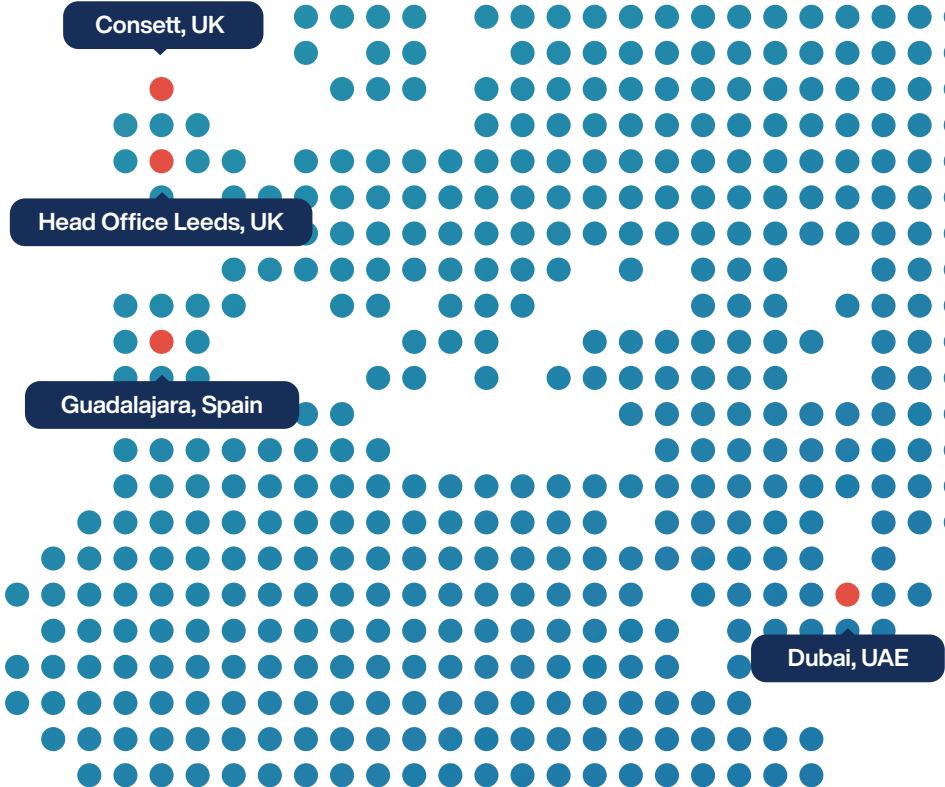 Consett, UK
Head Office Leeds, UK
Guadalajara, Spain
Dubai, UAE